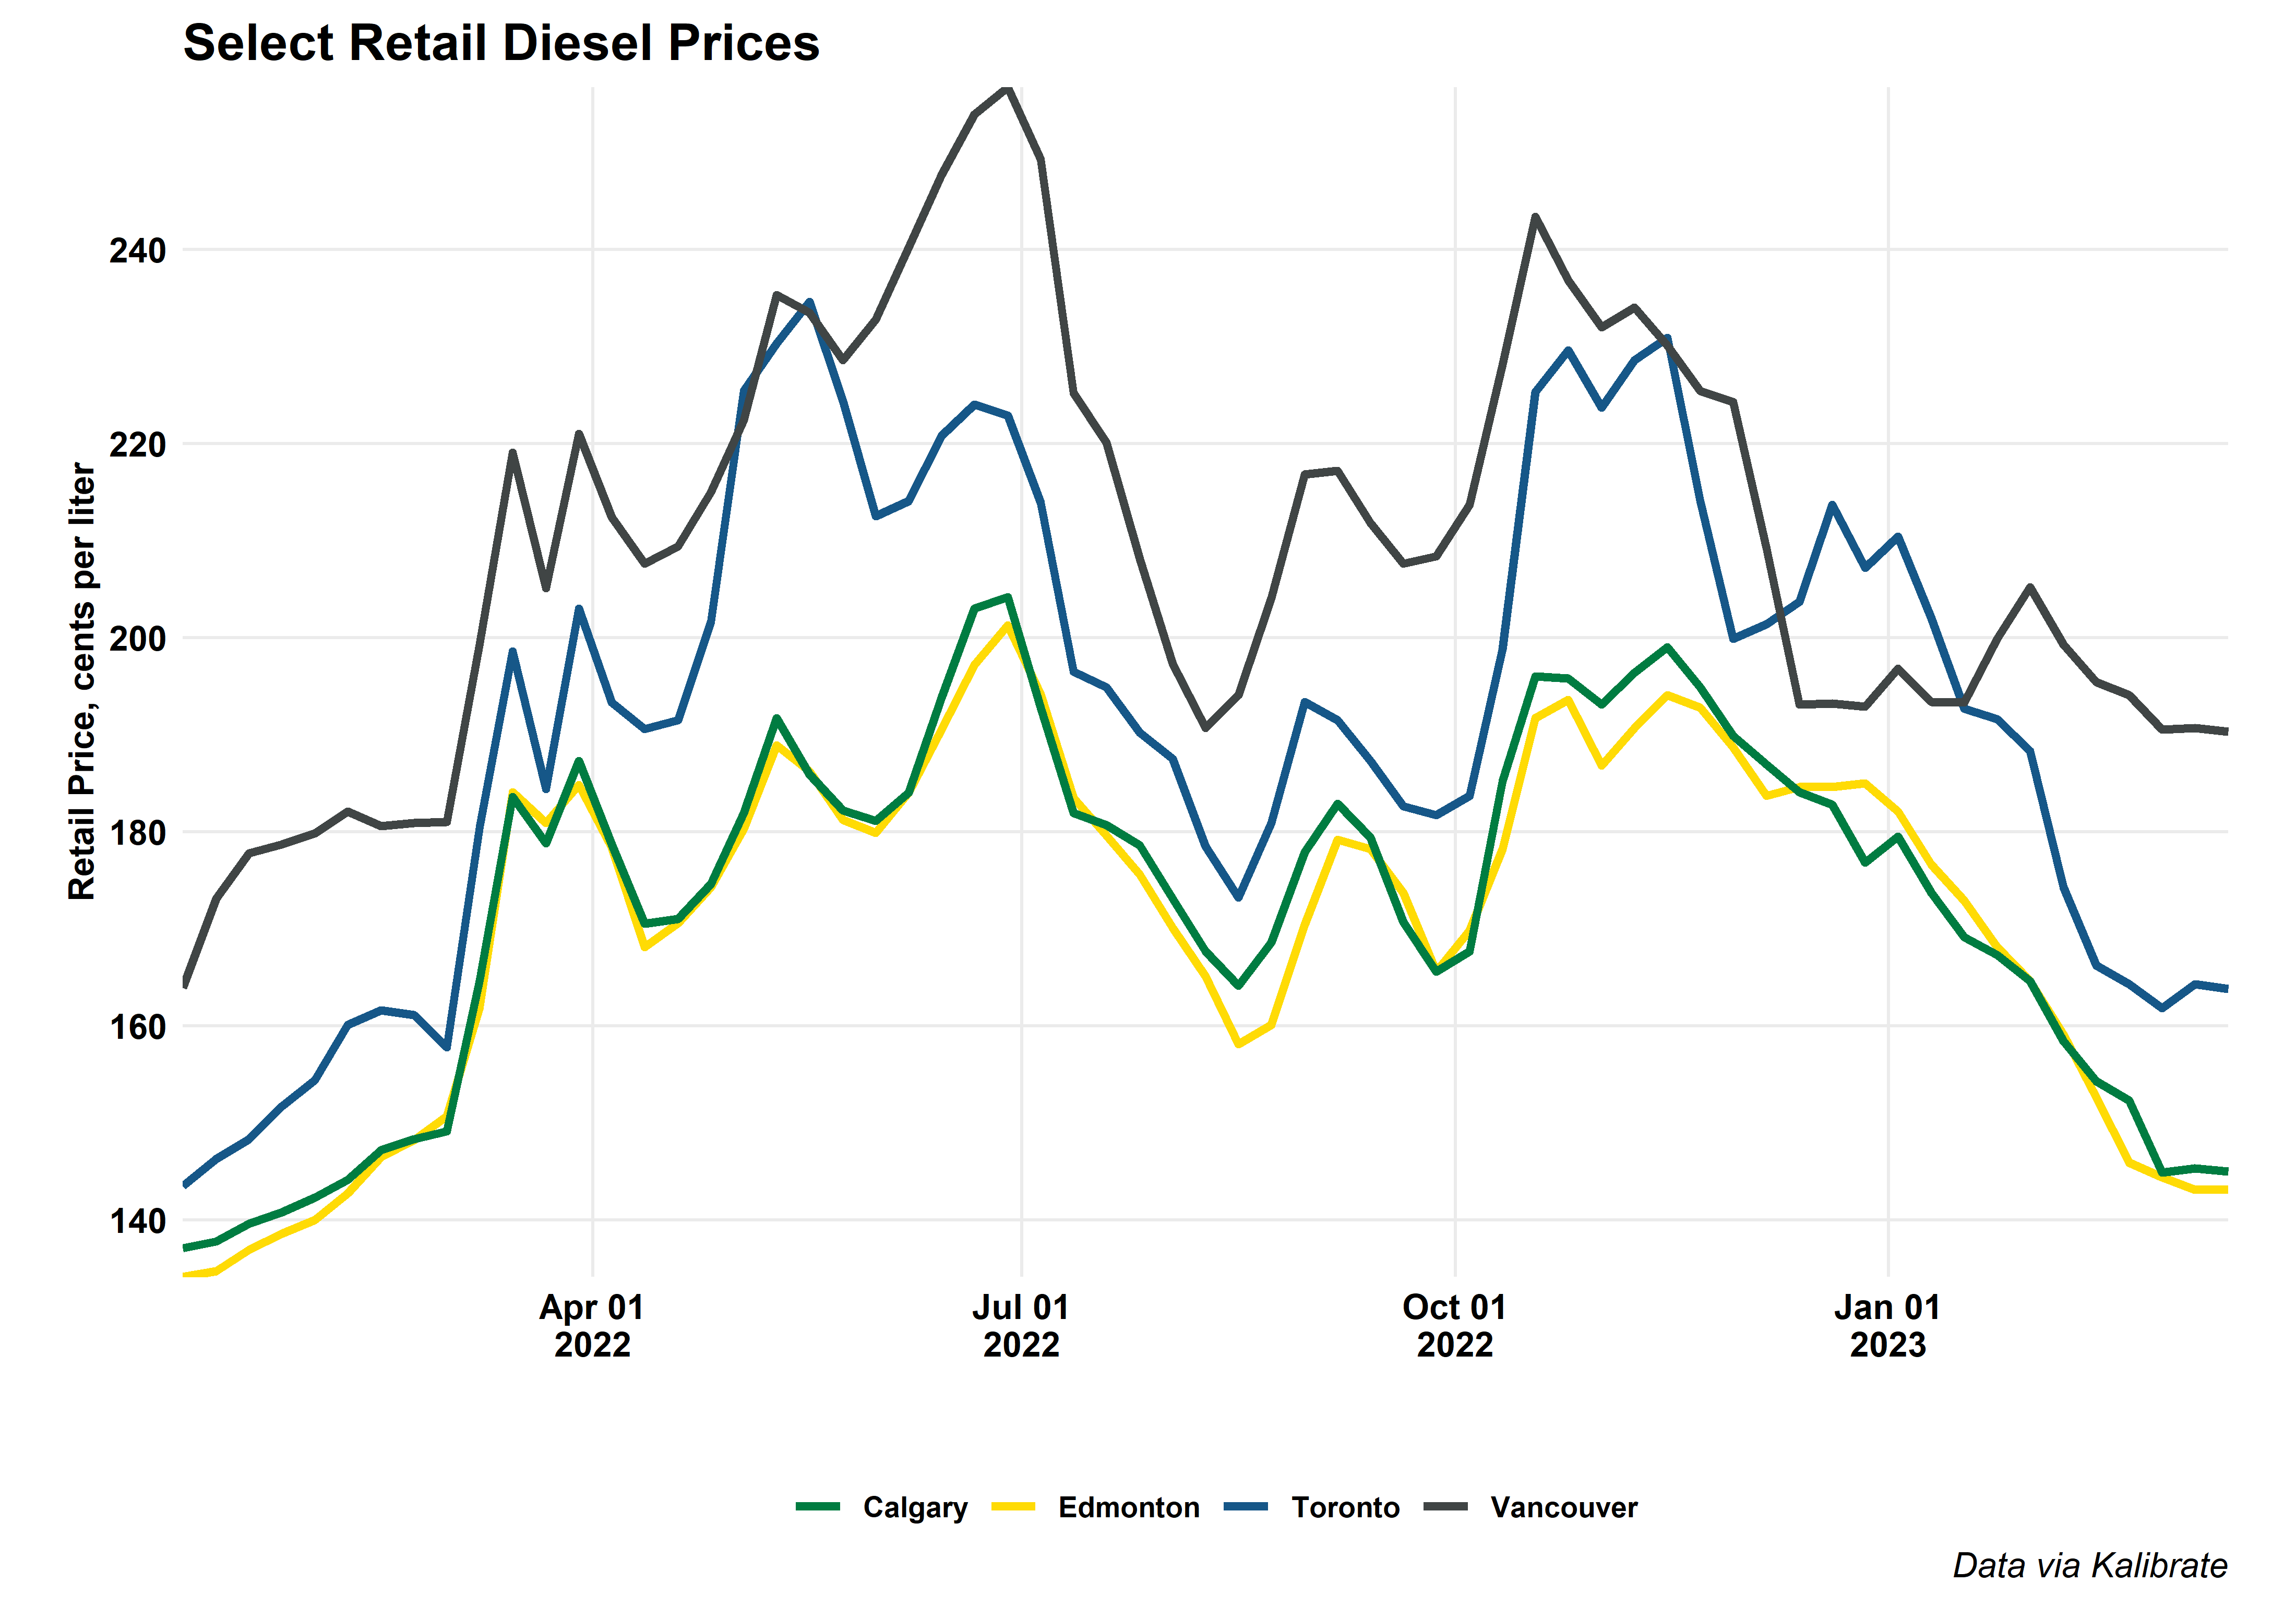 Select Retail Diesel Prices
Retail Price, cents per liter
240
220
200
180
160
140
Apr 01
2022
Jul 01
2022
Oct 01
2022
Jan 01
2023
Calgary Edmonton Toronto Vancouver
Data via Kalibrate